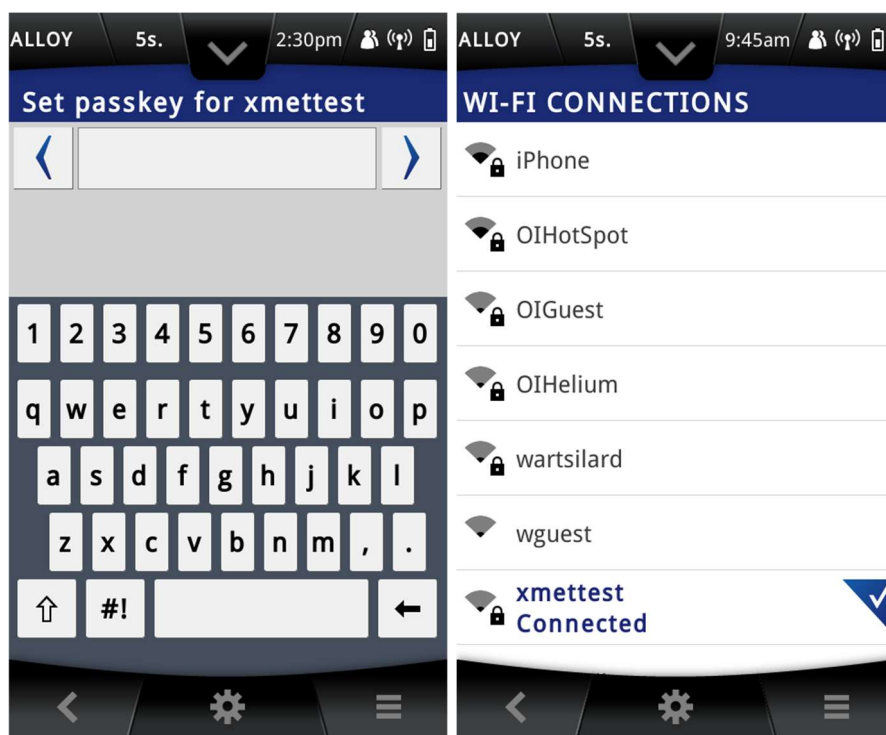 ALLOY 5s. 2:30pm
Set passkey for xmettest
1 2 3 4 5 6 7 8 9 0
q w e r t y u i o p
a s d f g h j k l
z x c v b n m , .
#!
ALLOY 5s. 9:45am
WI-FI CONNECTIONS
iPhone
OIHotSpot
OIGuest
OIHelium
wartsilard
wguest
xmettest
Connected